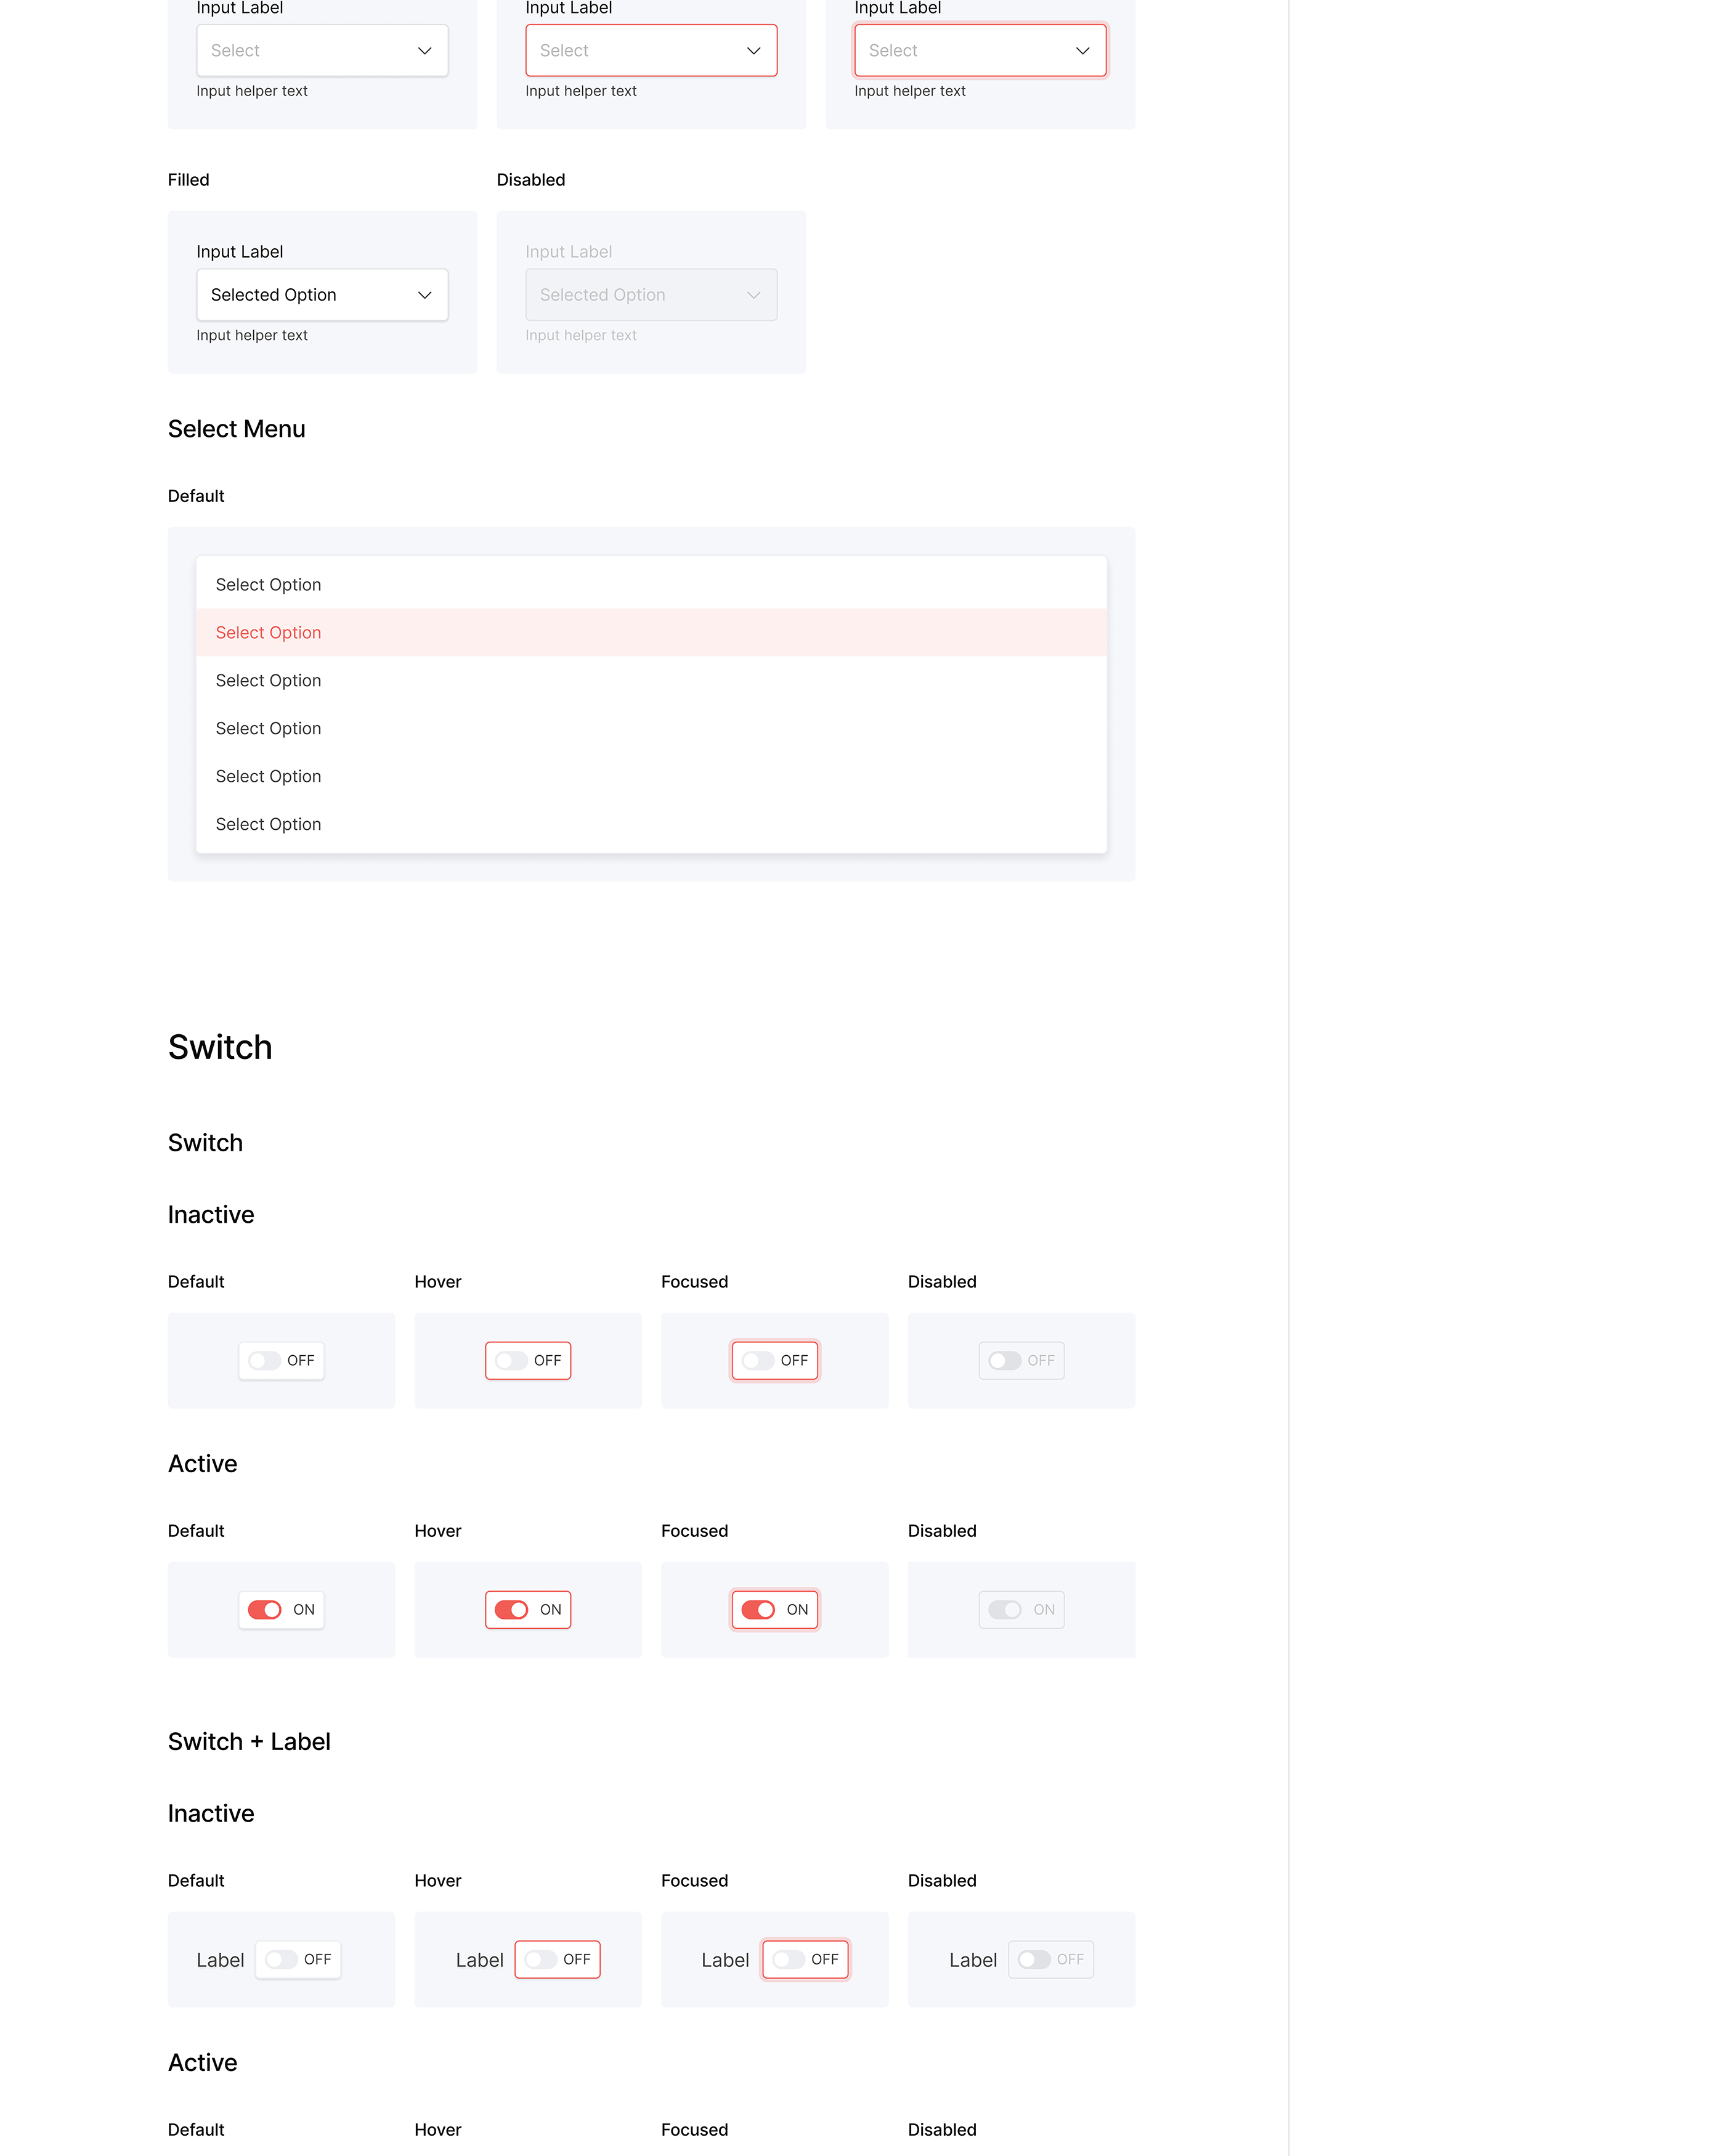 Input Label Input Label Input Label
Select Select Select
Input helper text Input helper text Input helper text
Filled Disabled
Input Label Input Label
Selected Option Selected Option
Input helper text Input helper text
Select Menu
Default
Select Option
Select Option
Select Option
Select Option
Select Option
Select Option
Switch
Switch
Inactive
Default Hover Focused Disabled
OFF OFF OFF OFF
Active
Default Hover Focused Disabled
ON ON ON ON
Switch + Label
Inactive
Default Hover Focused Disabled
Label OFF Label OFF Label OFF Label OFF
Active
Default Hover Focused Disabled